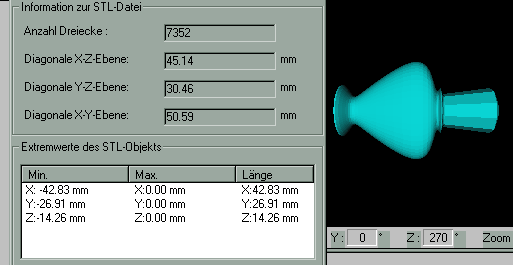 Information zur STL-Datei
Anzahl Dreiecke : 7352
Diagonale X-Z-Ebene: 45.14 mm
Diagonale Y-Z-Ebene: 30.46 mm
Diagonale X-Y-Ebene: 50.59 mm
Extremwerte des STL-Objekts
Min. Max. Länge
X: -42.83 mm X:0.00 mm X:42.83 mm
Y:-26.91 mm Y:0.00 mm Y:26.91 mm
Z:-14.26 mm Z:0.00 mm Z:14.26 mm
Y: 0 ° Z: 270 ° Zoom